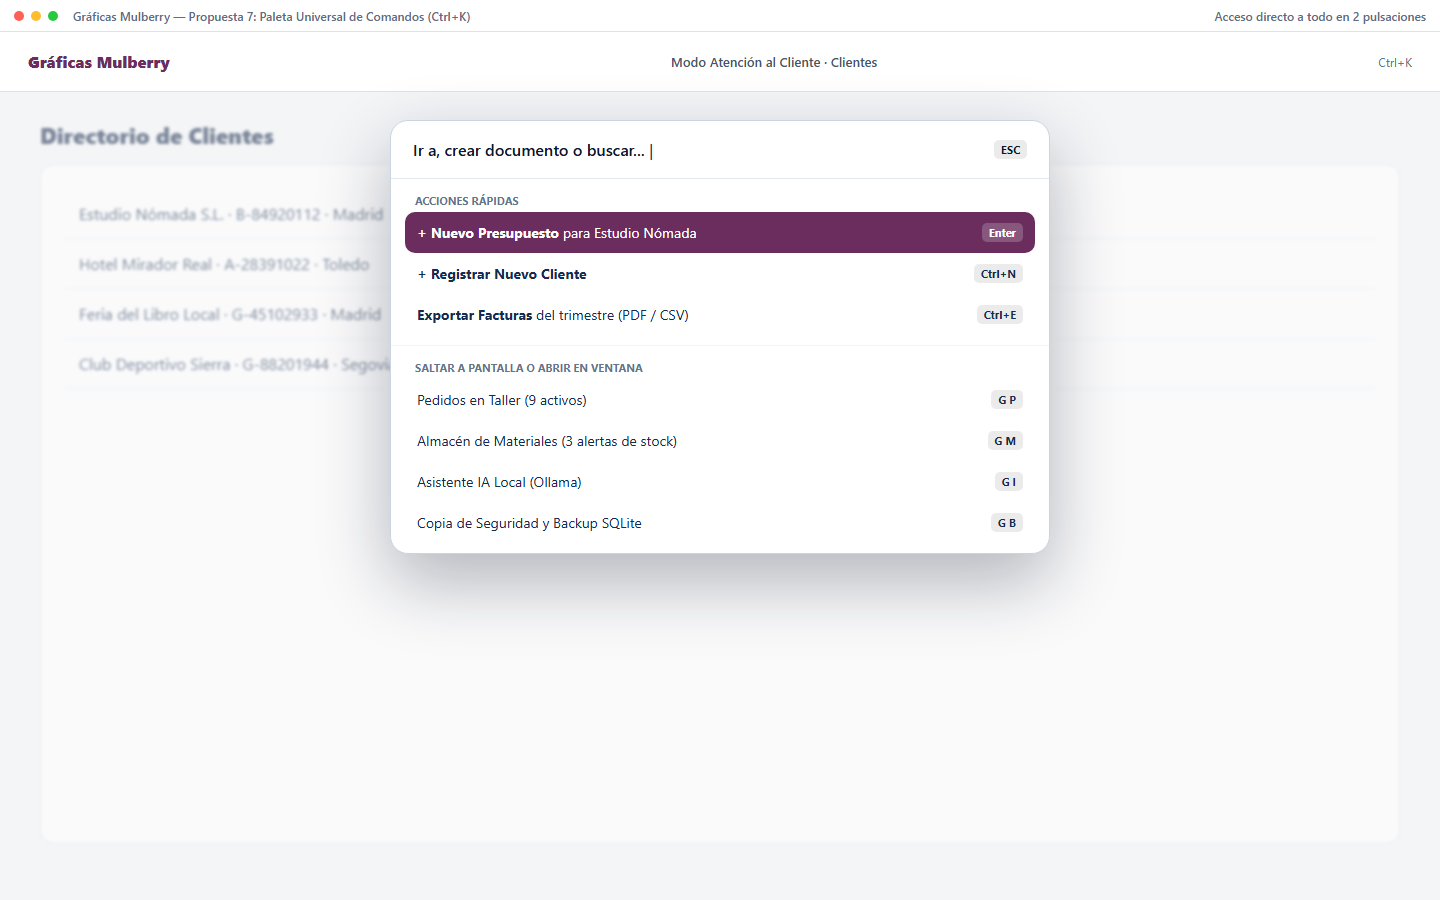 Gráficas Mulberry — Propuesta 7: Paleta Universal de Comandos (Ctrl+K)
Acceso directo a todo en 2 pulsaciones
Gráficas Mulberry
Modo Atención al Cliente · Clientes
Ctrl+K
Directorio de Clientes
Estudio Nómada S.L. · B-84920112 · Madrid
Hotel Mirador Real · A-28391022 · Toledo
Feria del Libro Local · G-45102933 · Madrid
Club Deportivo Sierra · G-88201944 · Segovia
Ir a, crear documento o buscar... |
ESC
ACCIONES RÁPIDAS
+ Nuevo Presupuesto para Estudio Nómada
Enter
+ Registrar Nuevo Cliente
Ctrl+N
Exportar Facturas del trimestre (PDF / CSV)
Ctrl+E
SALTAR A PANTALLA O ABRIR EN VENTANA
Pedidos en Taller (9 activos)
G P
Almacén de Materiales (3 alertas de stock)
G M
Asistente IA Local (Ollama)
G I
Copia de Seguridad y Backup SQLite
G B